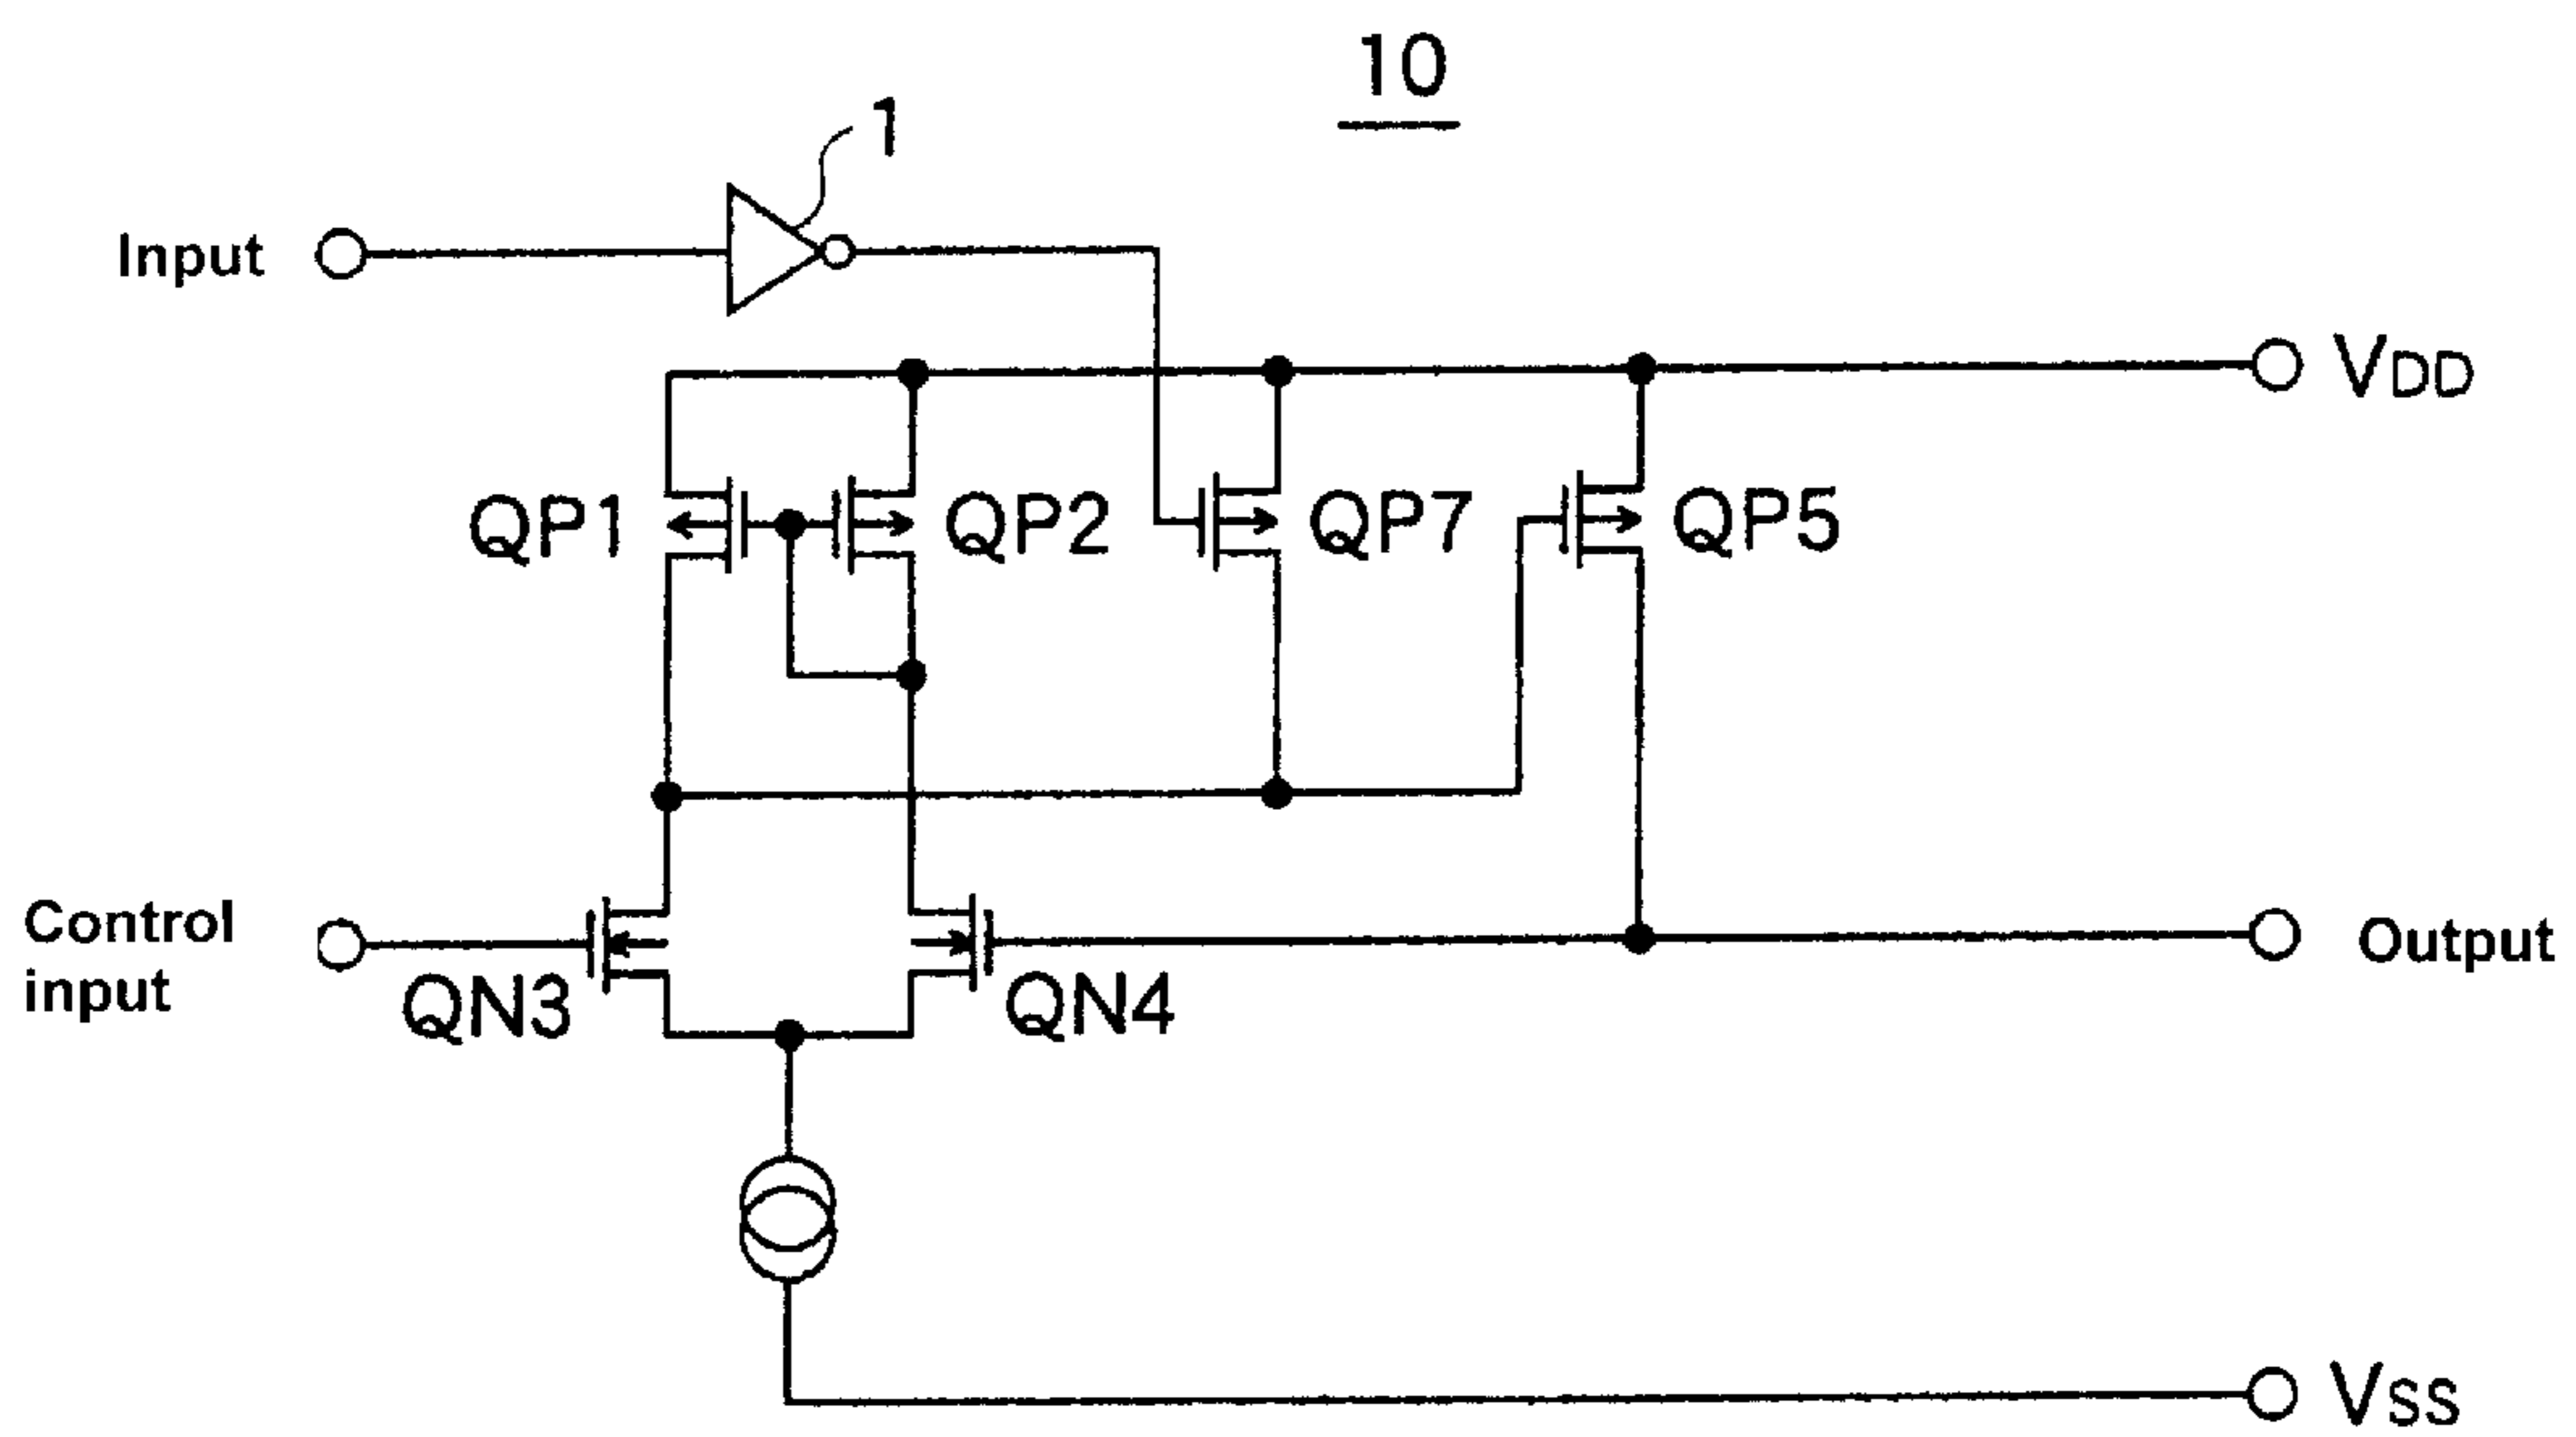 10
1
Input
VDD
QP1
QP2
QP7
QP5
Control
input
QN3
QN4
Output
VSS